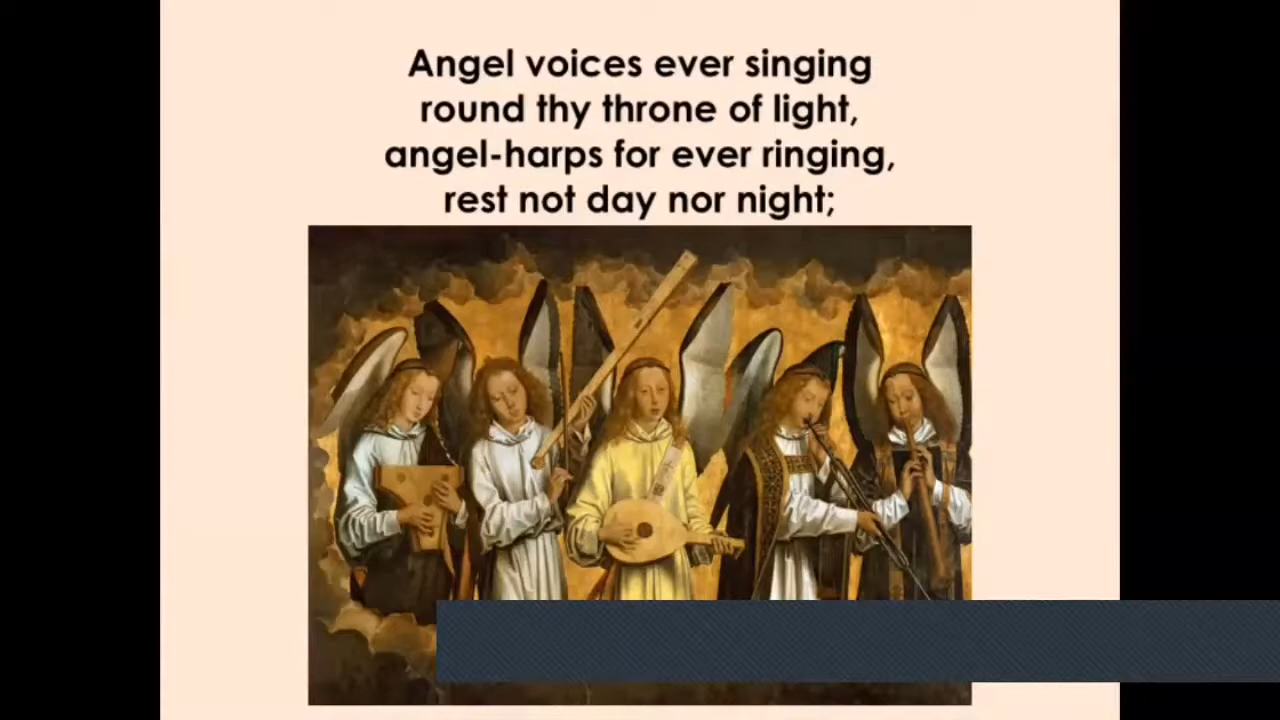 Angel voices ever singing
round thy throne of light,
angel-harps for ever ringing,
rest not day nor night;